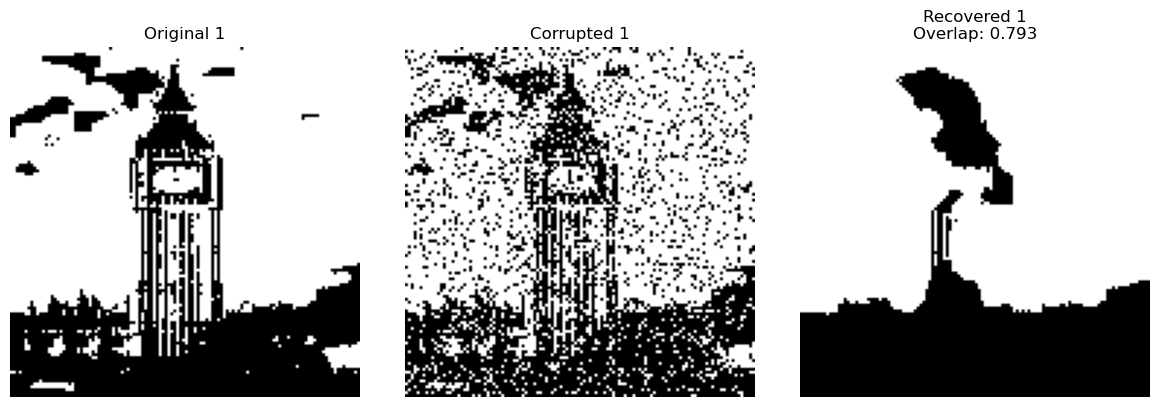 Original 1
Corrupted 1
Recovered 1
Overlap: 0.793